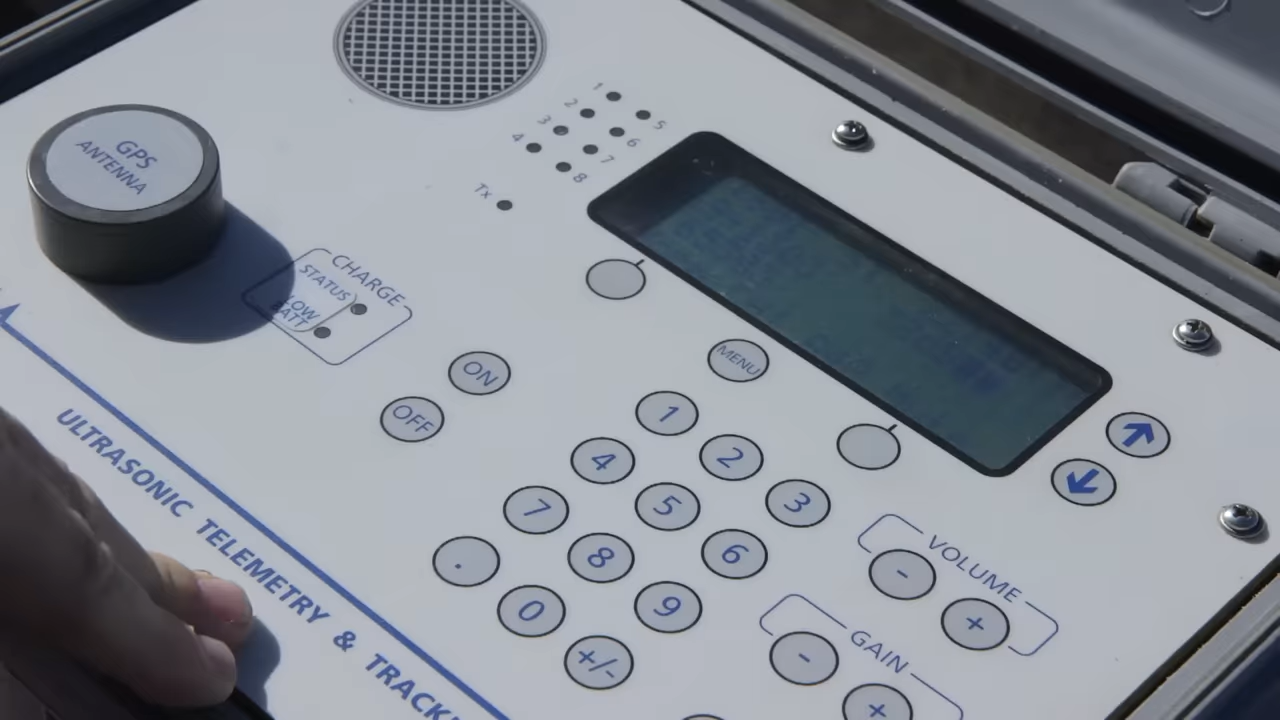 GPS
ANTENNA
1
2
3
4
5
6
7
8
Tx
CHARGE
STATUS
LOW
BATT
ON
OFF
MENU
1
2
3
4
5
6
7
8
9
.
0
+/-
VOLUME
-
+
GAIN
-
+
ULTRASONIC TELEMETRY & TRACK